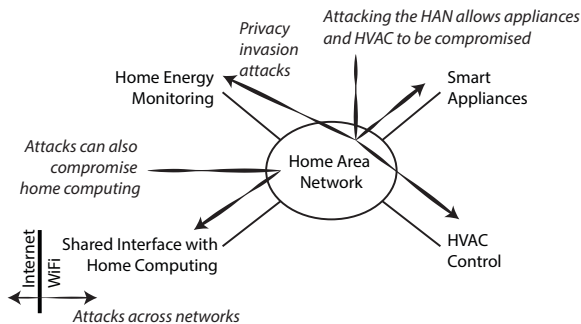 Attacking the HAN allows appliances
and HVAC to be compromised
Privacy
invasion
attacks
Home Energy
Monitoring
Smart
Appliances
Attacks can also
compromise
home computing
Home Area
Network
Shared Interface with
Home Computing
HVAC
Control
Internet
WiFi
Attacks across networks